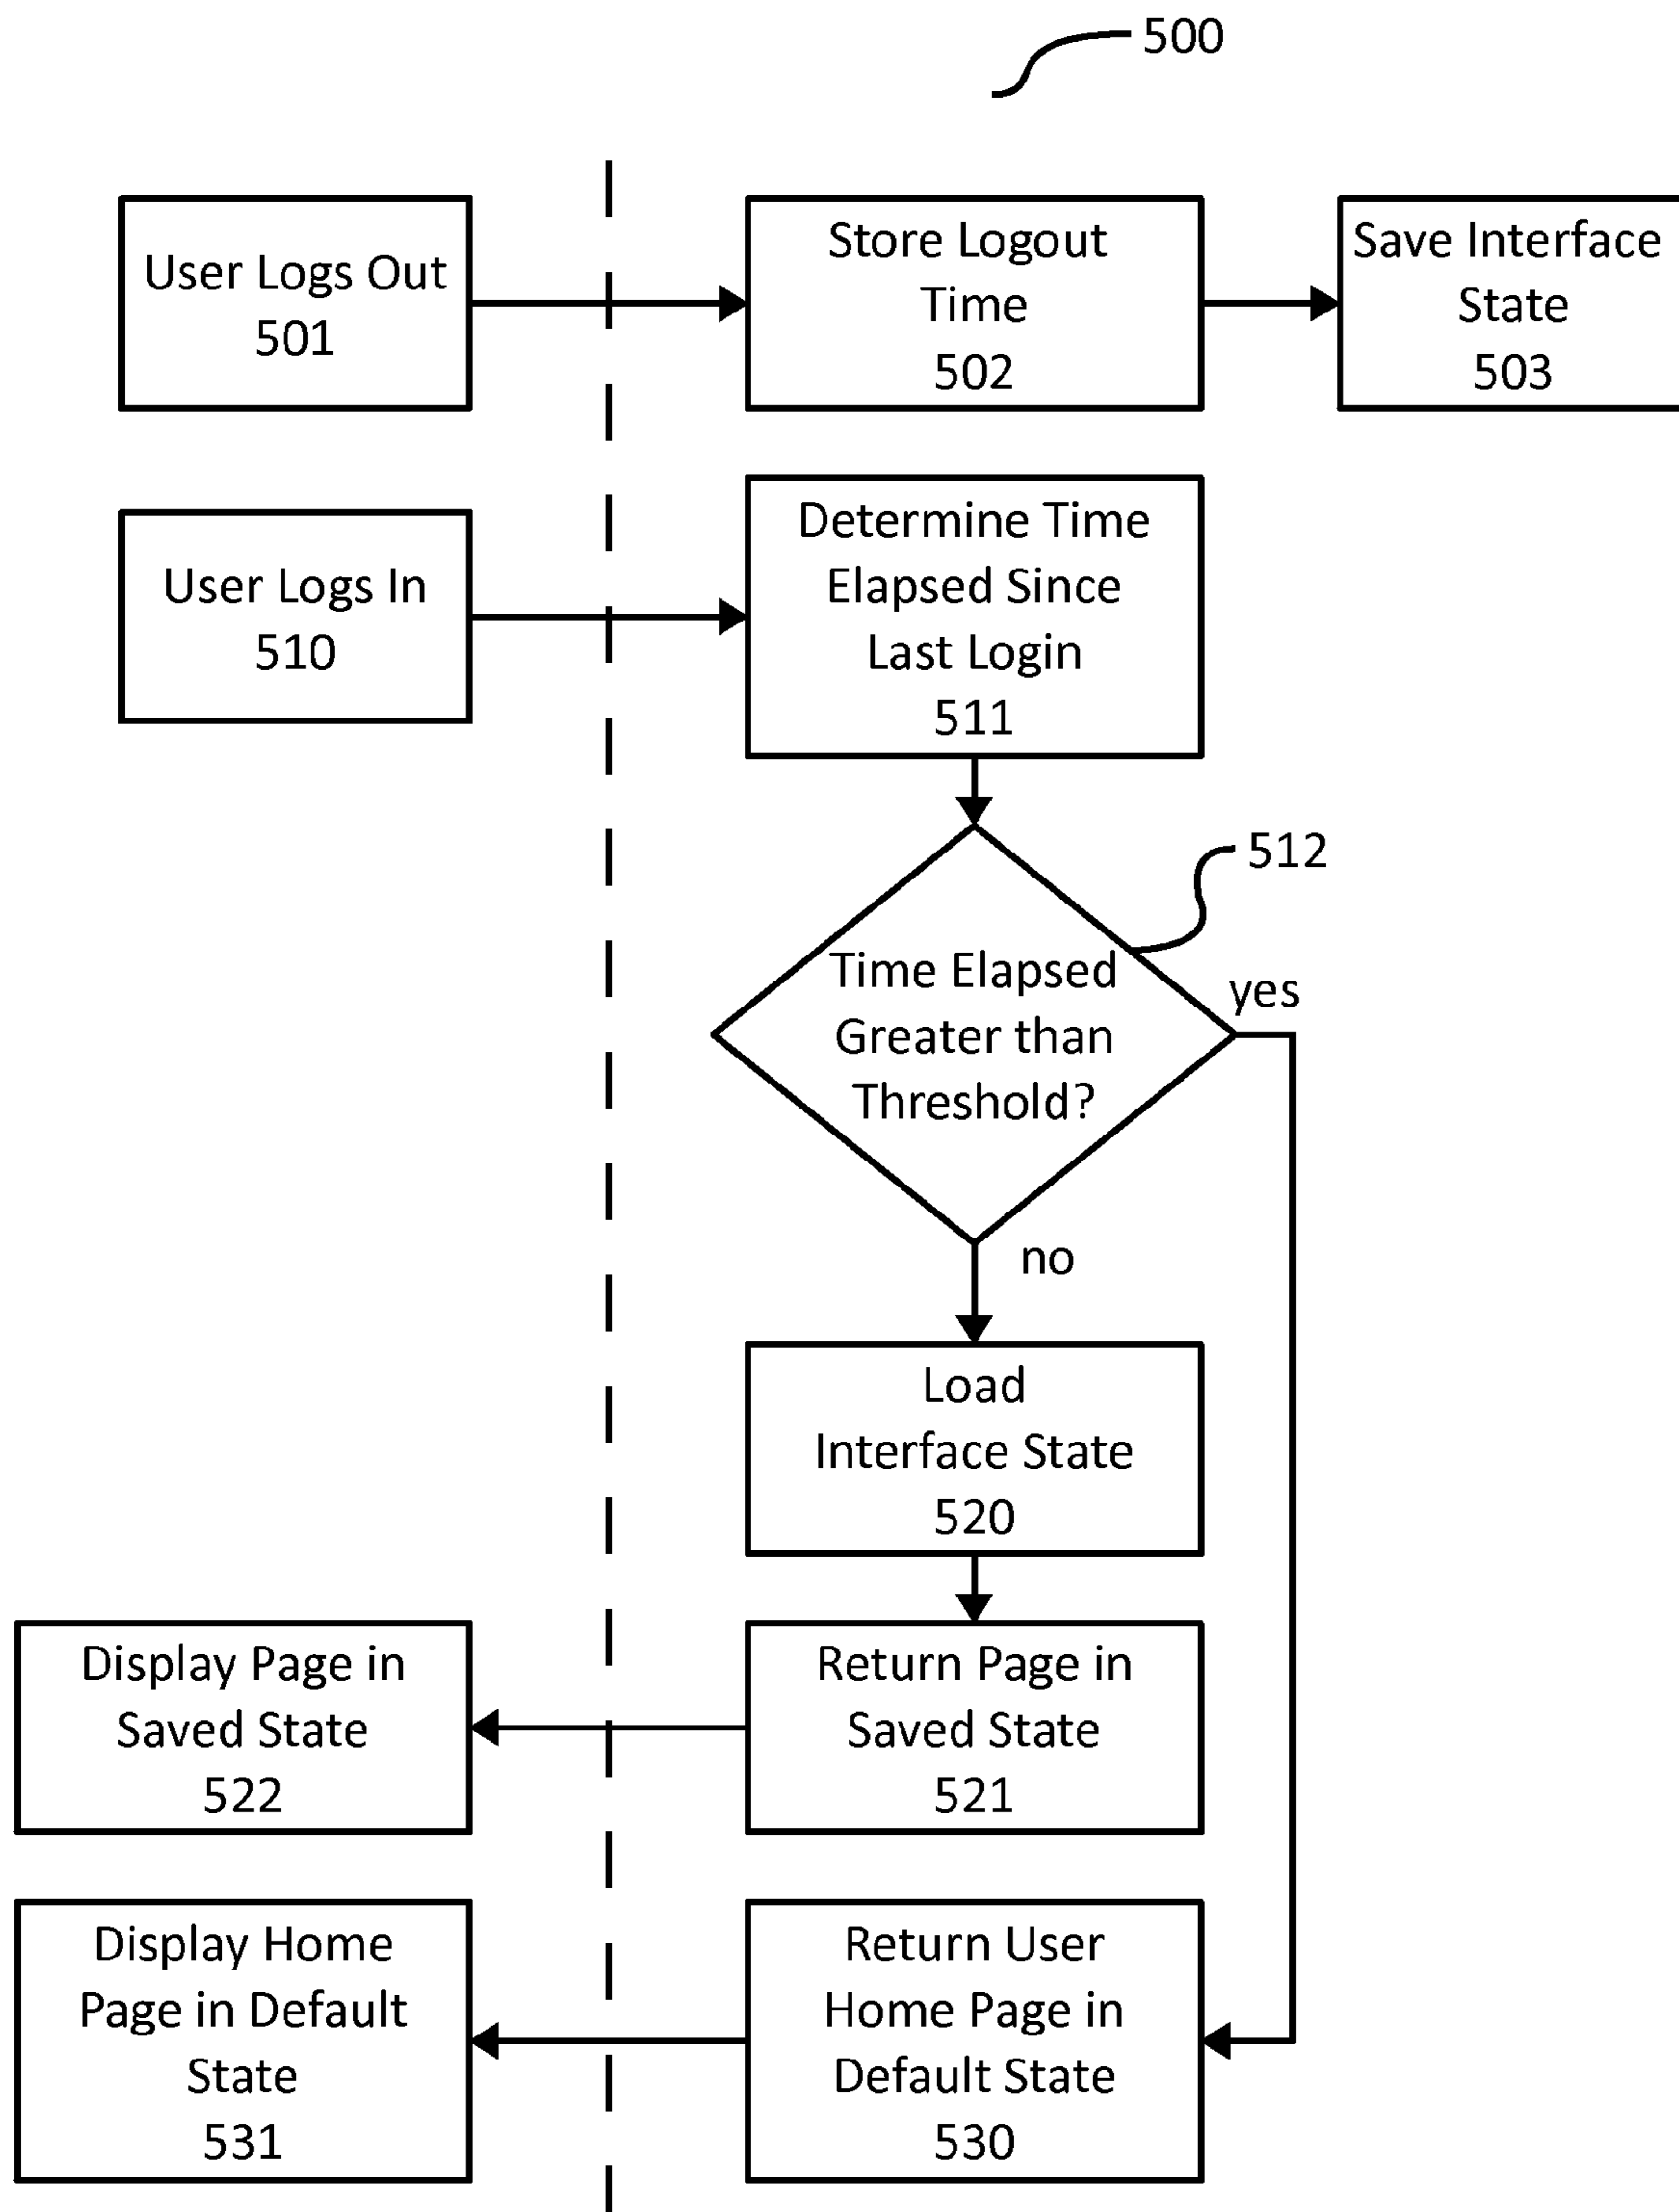 500
User Logs Out
501
Store Logout
Time
502
Save Interface
State
503
User Logs In
510
Determine Time
Elapsed Since
Last Login
511
512
Time Elapsed
Greater than
Threshold?
yes
no
Load
Interface State
520
Display Page in
Saved State
522
Return Page in
Saved State
521
Display Home
Page in Default
State
531
Return User
Home Page in
Default State
530